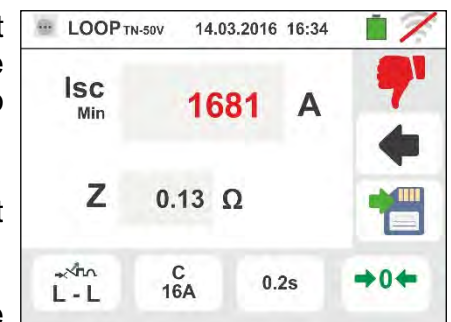 LOOP TN-50V 14.03.2016 16:34
Isc Min 1681 A
Z 0.13 Ω
L - L
C 16A
0.2s
→0←